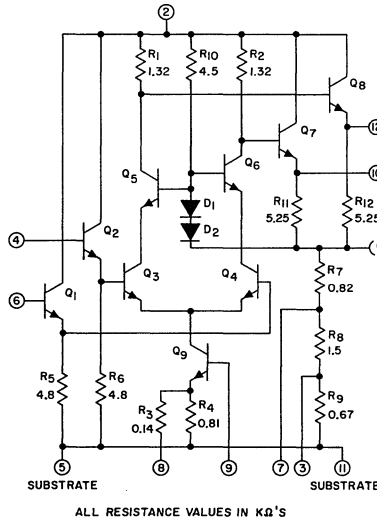 2
R1
1.32
R10
4.5
R2
1.32
Q8
Q7
12
Q5
Q6
10
D1
R11
5.25
R12
5.25
D2
4
Q2
Q3
Q4
R7
0.82
6
Q1
R8
1.5
Q9
R5
4.8
R6
4.8
R3
0.14
R4
0.81
R9
0.67
5
8
9
7
3
11
SUBSTRATE
SUBSTRATE
ALL RESISTANCE VALUES IN KΩ'S